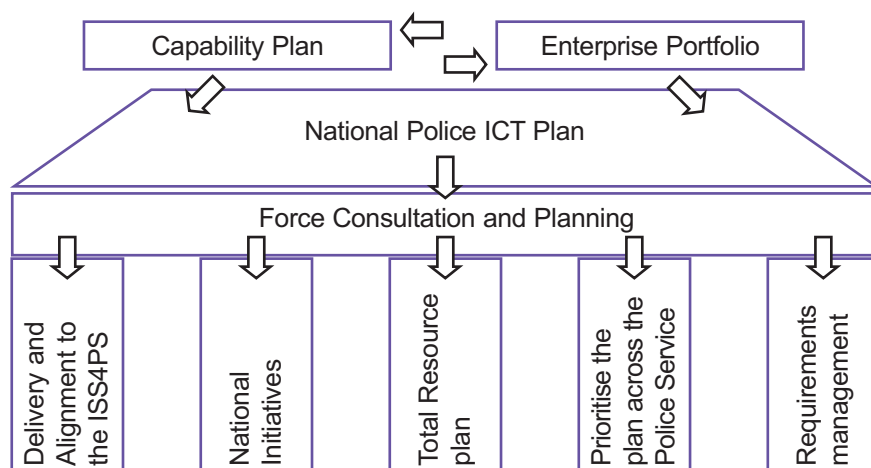 Capability Plan
Enterprise Portfolio
National Police ICT Plan
Force Consultation and Planning
Delivery and
Alignment to
the ISS4PS
National
Initiatives
Total Resource
plan
Prioritise the
plan across the
Police Service
Requirements
management